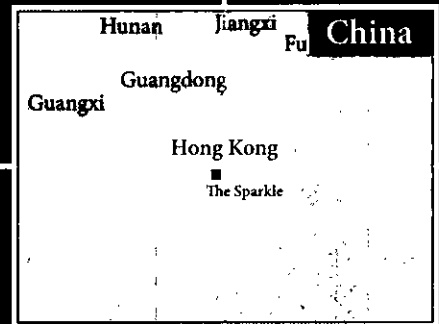 Hunan Jiangxi
Fu China
Guangdong
Guangxi
Hong Kong
The Sparkle